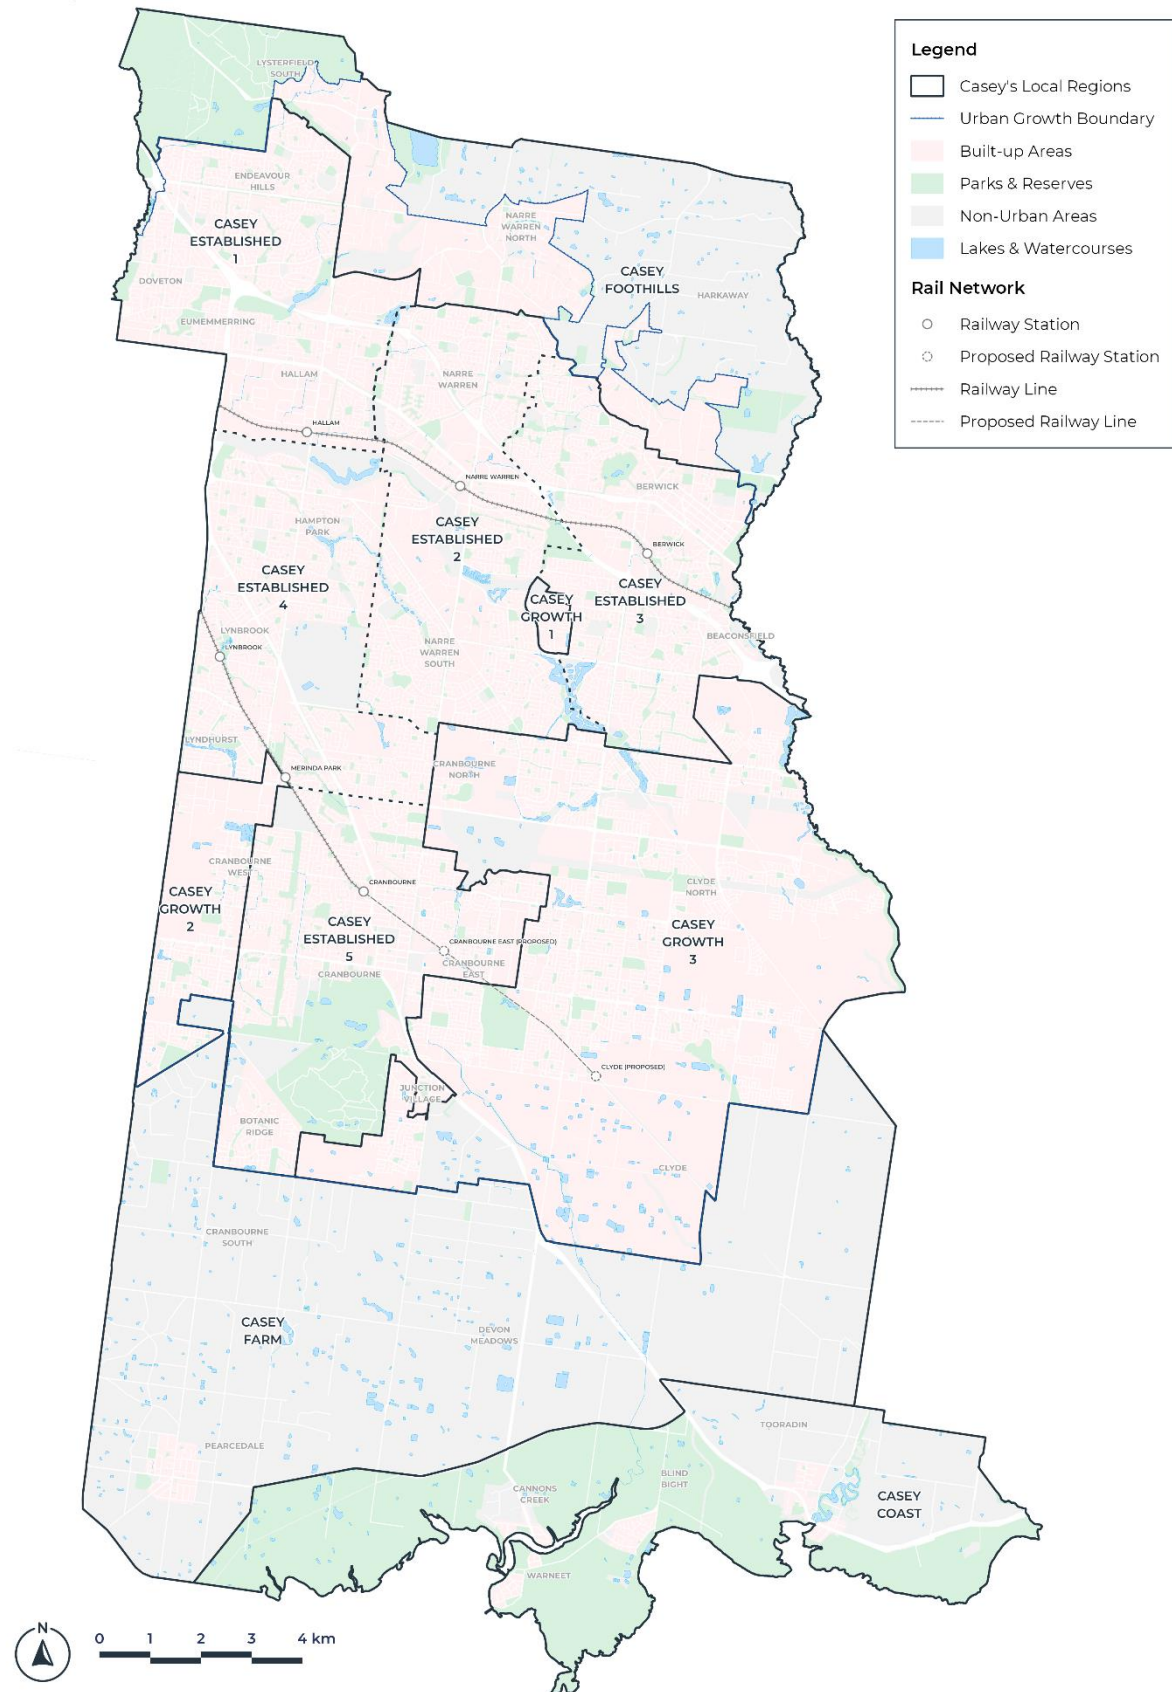 Legend
Casey's Local Regions
Urban Growth Boundary
Built-up Areas
Parks & Reserves
Non-Urban Areas
Lakes & Watercourses
Rail Network
Railway Station
Proposed Railway Station
Railway Line
Proposed Railway Line
LYSTERFIELD
SOUTH
ENDEAVOUR
HILLS
CASEY
ESTABLISHED
1
NARRE
WARREN
NORTH
CASEY
FOOTHILLS
HARKAWAY
DOVETON
EUMEMMERRING
HALLAM
NARRE
WARREN
HALLAM
NARRE WARREN
BERWICK
HAMPTON
PARK
CASEY
ESTABLISHED
2
BERWICK
CASEY
ESTABLISHED
4
CASEY
GROWTH
1
CASEY
ESTABLISHED
3
LYNBROOK
LYNBROOK
NARRE
WARREN
SOUTH
BEACONSFIELD
LYNDHURST
MERINDA PARK
CRANBOURNE
NORTH
CRANBOURNE
WEST
CRANBOURNE
CLYDE
NORTH
CASEY
GROWTH
2
CASEY
ESTABLISHED
5
CRANBOURNE EAST (PROPOSED)
CRANBOURNE
EAST
CASEY
GROWTH
3
CRANBOURNE
CLYDE (PROPOSED)
JUNCTION
VILLAGE
BOTANIC
RIDGE
CLYDE
CRANBOURNE
SOUTH
CASEY
FARM
DEVON
MEADOWS
PEARCEDALE
TOORADIN
CANNONS
CREEK
BLIND
BIGHT
CASEY
COAST
WARNEET
N
0 1 2 3 4 km